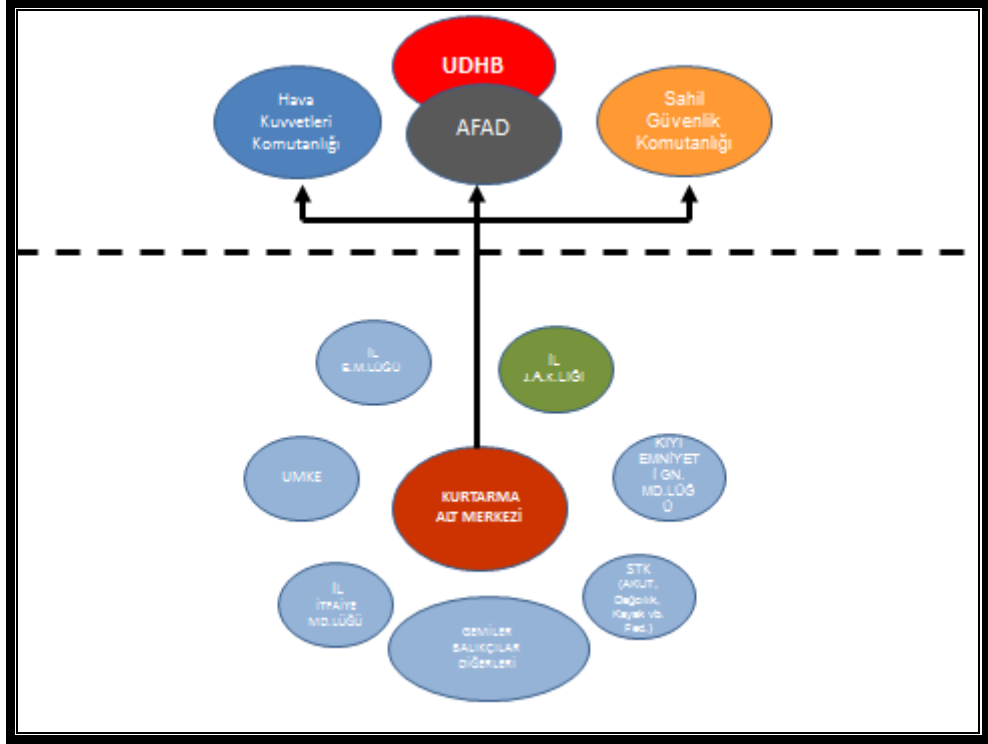 UDHB
AFAD
Hava
Kuvvetleri
Komutanlığı
Sahil
Güvenlik
Komutanlığı
İL
E.M.LÜĞÜ
İL
J.A.K.LIĞI
UMKE
KURTARMA
ALT MERKEZİ
KIYI
EMNİYET
İ GN.
MD.LÜĞ
Ü
İL
İTFAİYE
MD.LÜĞÜ
GEMİLER
BALIKÇILAR
DİĞERLERİ
STK
(AKUT,
Dağcılık,
Kayak vb.
Fed.)